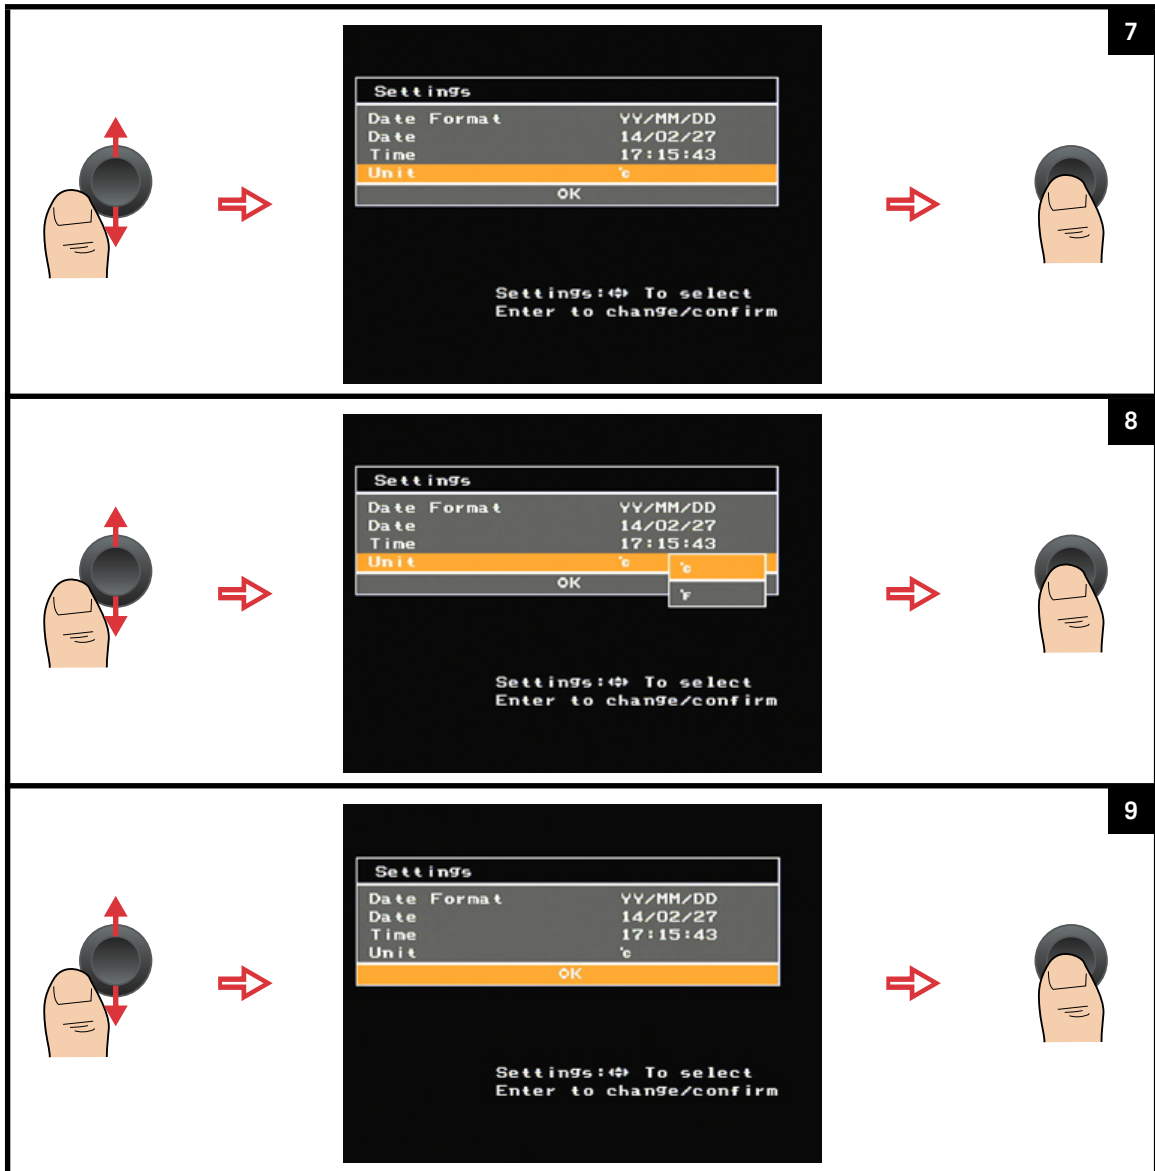 7
Settings
Date Format YY/MM/DD
Date 14/02/27
Time 17:15:43
Unit °C
OK
Settings: To select
Enter to change/confirm
8
Settings
Date Format YY/MM/DD
Date 14/02/27
Time 17:15:43
Unit °C °C
OK °F
Settings: To select
Enter to change/confirm
9
Settings
Date Format YY/MM/DD
Date 14/02/27
Time 17:15:43
Unit °C
OK
Settings: To select
Enter to change/confirm